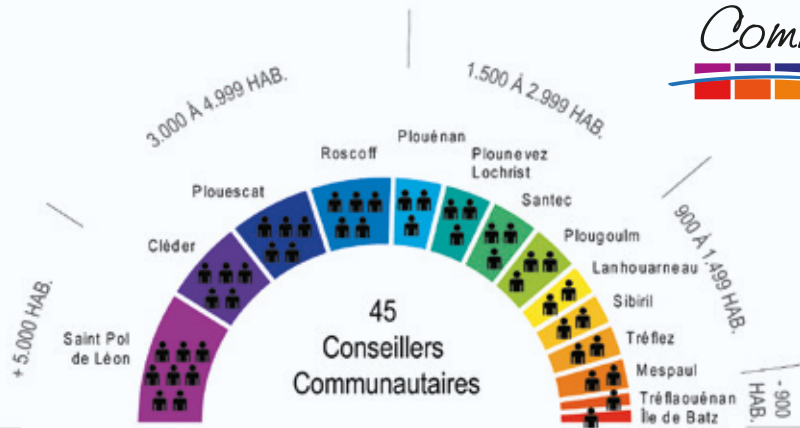 Com
3.000 À 4.999 HAB.
1.500 À 2.999 HAB.
Plouénan
Roscoff
Plounevez
Lochrist
Plouescat
Santec
Cléder
Plougoulm
900 À 1.499 HAB.
Lanhouarneau
+ 5.000 HAB.
Sibiril
Saint Pol
de Léon
45
Conseillers
Communautaires
Tréflez
Mespaul
Tréflaouénan
Île de Batz
- 900
HAB.